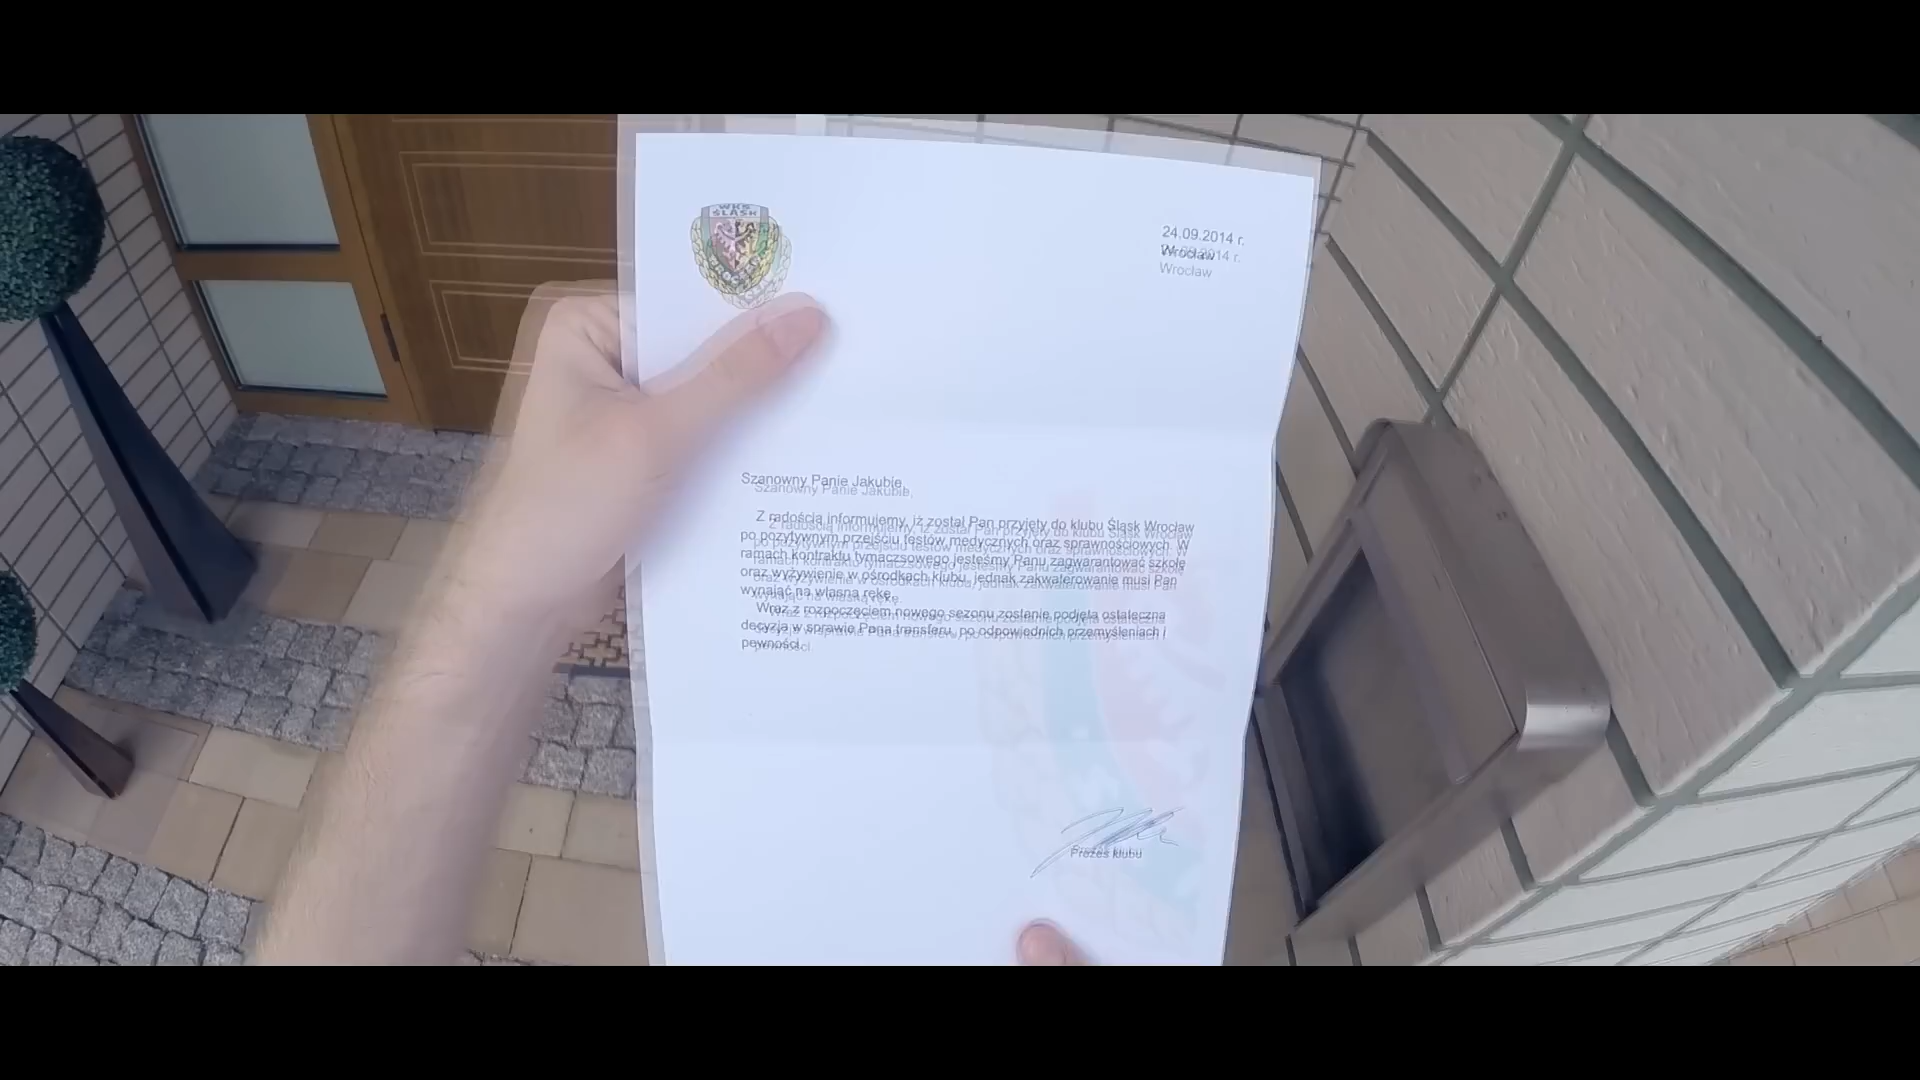 WKS
ŚLĄSK
WROCŁAW
24.09.2014 r.
Wrocław
Szanowny Panie Jakubie,
Z radością informujemy, iż został Pan przyjęty do klubu Śląsk Wrocław
po pozytywnym przejściu testów medycznych oraz sprawnościowych. W
ramach kontraktu tymaczsowego jesteśmy Panu zagwarantować szkołę
oraz wyżywienie w ośrodkach klubu, jednak zakwaterowanie musi Pan
wynająć na własną rękę.
Wraz z rozpoczęciem nowego sezonu zostanie podjęta ostateczna
decyzja w sprawie Pana transferu, po odpowiednich przemyśleniach i
pewności.
Prezes klubu